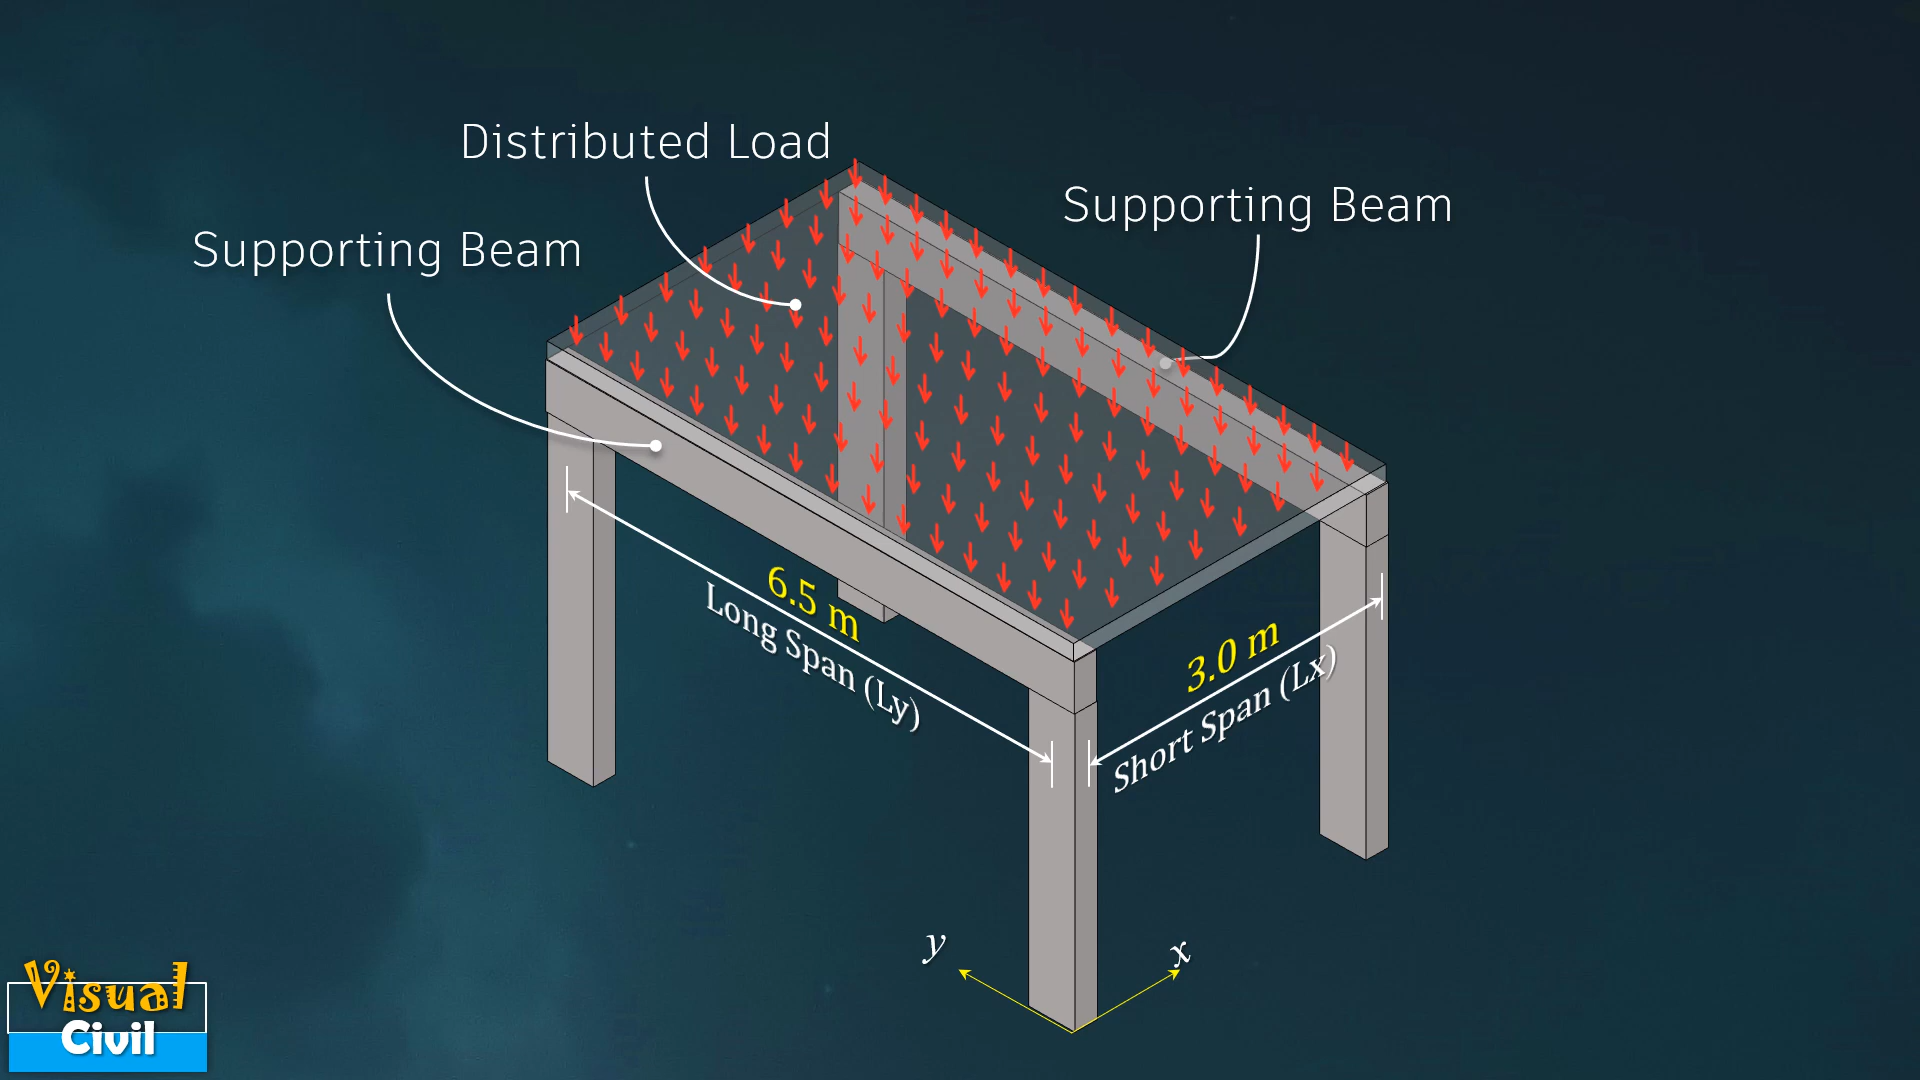 Distributed Load
Supporting Beam
Supporting Beam
6.5 m
Long Span (Ly)
3.0 m
Short Span (Lx)
y
x
Visual
Civil